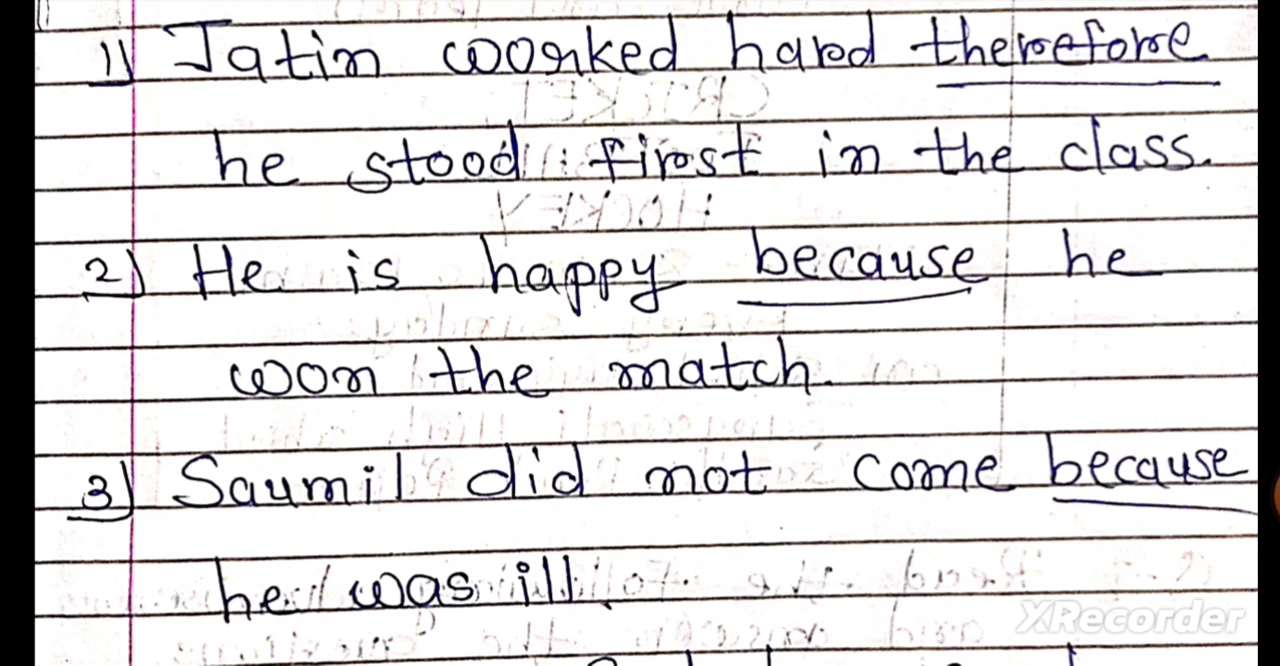 1) Jatin worked hard therefore
he stood first in the class.
2) He is happy because he
won the match.
3) Saumil did not come because
he was ill.
XRecorder